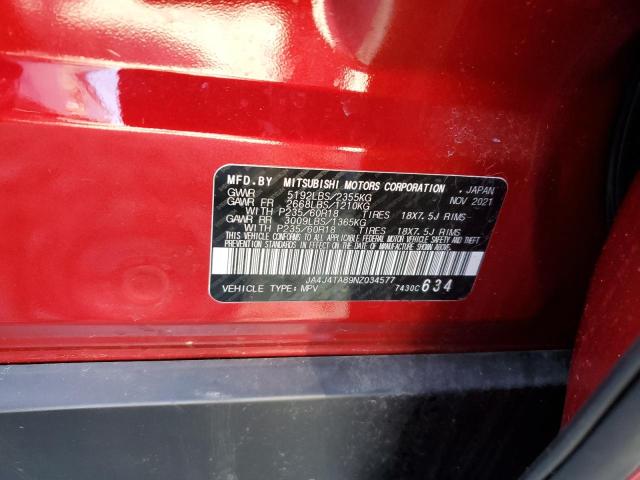 MFD.BY MITSUBISHI MOTORS CORPORATION , JAPAN
GVWR 5192LBS/2355KG NOV 2021
GAWR FR 2668LBS/1210KG
WITH P235/60R18 TIRES 18X7.5J RIMS
GAWR RR 3009LBS/1365KG
WITH P235/60R18 TIRES 18X7.5J RIMS
THIS VEHICLE CONFORMS TO ALL APPLICABLE FEDERAL MOTOR VEHICLE SAFETY AND THEFT
PREVENTION STANDARDS IN EFFECT ON THE DATE OF MANUFACTURE SHOWN ABOVE.
JA4J4TA89NZ034577
VEHICLE TYPE:MPV 7430C 634